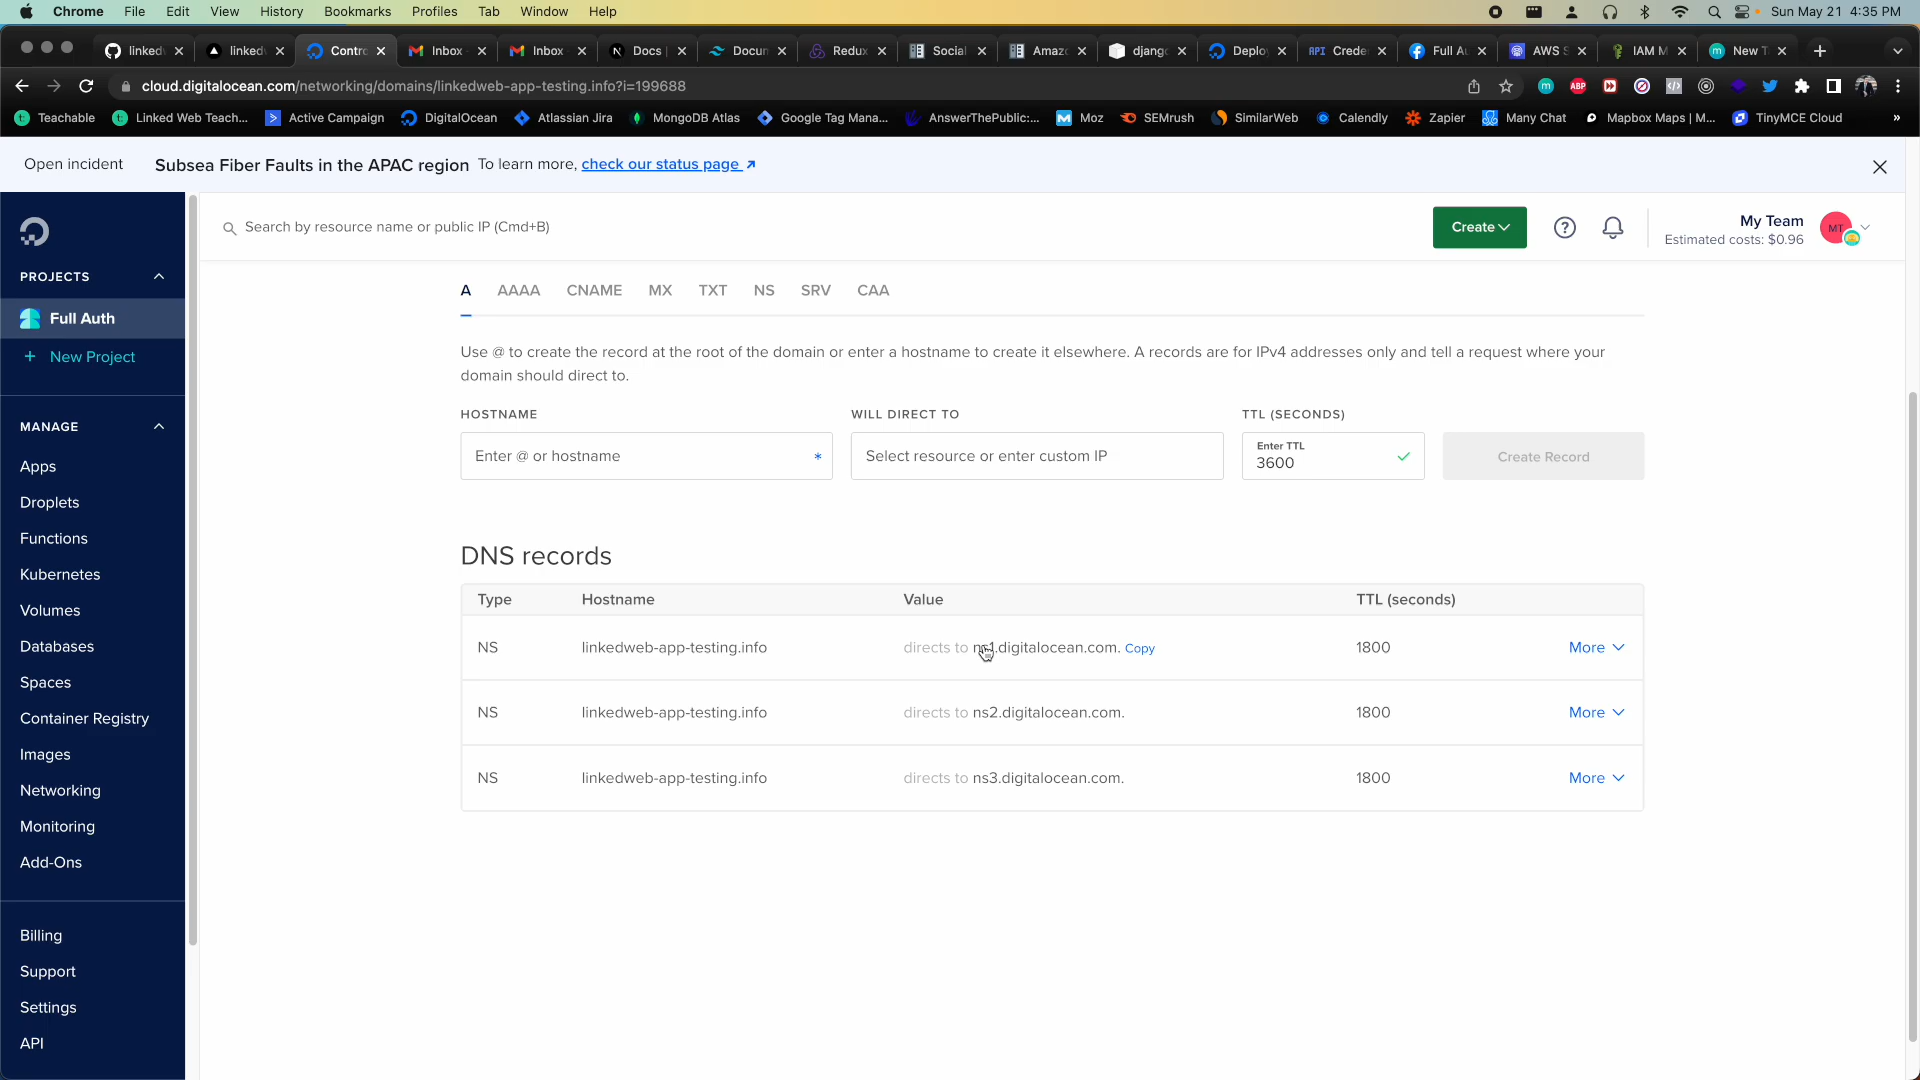 Chrome File Edit View History Bookmarks Profiles Tab Window Help Sun May 21 4:35 PM
linked linked Contro Inbox - Inbox - Docs | Docum Redux Social Amazo django Deploy API Creden Full Au AWS S IAM M New T
cloud.digitalocean.com/networking/domains/linkedweb-app-testing.info?i=199688
Teachable Linked Web Teach... Active Campaign DigitalOcean Atlassian Jira MongoDB Atlas Google Tag Mana... AnswerThePublic:... Moz SEMrush SimilarWeb Calendly Zapier Many Chat Mapbox Maps | M... TinyMCE Cloud »
Open incident Subsea Fiber Faults in the APAC region To learn more, check our status page
Search by resource name or public IP (Cmd+B)
Create
My Team
Estimated costs: $0.96
MT
PROJECTS
Full Auth
+ New Project
MANAGE
Apps
Droplets
Functions
Kubernetes
Volumes
Databases
Spaces
Container Registry
Images
Networking
Monitoring
Add-Ons
Billing
Support
Settings
API
A AAAA CNAME MX TXT NS SRV CAA
Use @ to create the record at the root of the domain or enter a hostname to create it elsewhere. A records are for IPv4 addresses only and tell a request where your
domain should direct to.
HOSTNAME WILL DIRECT TO TTL (SECONDS)
Enter @ or hostname * Select resource or enter custom IP Enter TTL
3600
Create Record
DNS records
Type Hostname Value TTL (seconds)
NS linkedweb-app-testing.info directs to ns1.digitalocean.com. Copy 1800 More
NS linkedweb-app-testing.info directs to ns2.digitalocean.com. 1800 More
NS linkedweb-app-testing.info directs to ns3.digitalocean.com. 1800 More